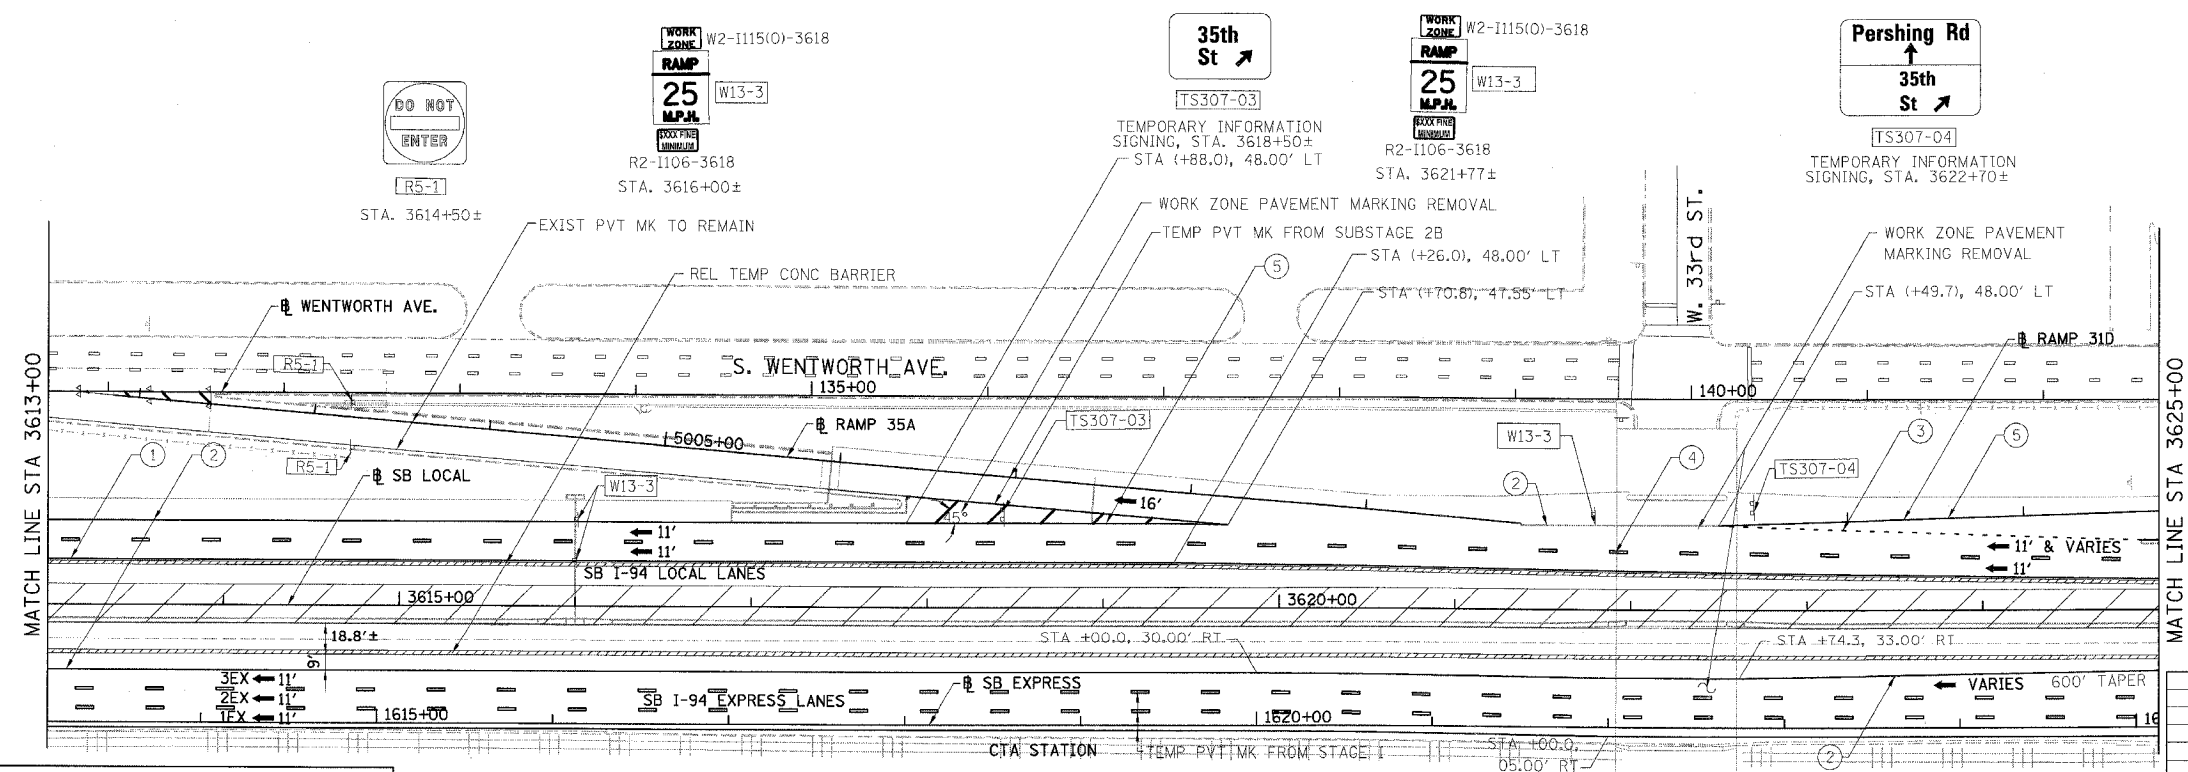 WORK
ZONE
W2-I115(O)-3618
RAMP
25
M.P.H.
W13-3
$XXX FINE
MINIMUM
R2-I106-3618
STA. 3616+00±
DO NOT
ENTER
R5-1
STA. 3614+50±
35th
St
TS307-03
TEMPORARY INFORMATION
SIGNING, STA. 3618+50±
STA (+88.0), 48.00' LT
WORK
ZONE
W2-I115(O)-3618
RAMP
25
M.P.H.
W13-3
$XXX FINE
MINIMUM
R2-I106-3618
STA. 3621+77±
Pershing Rd
35th
St
TS307-04
TEMPORARY INFORMATION
SIGNING, STA. 3622+70±
EXIST PVT MK TO REMAIN
REL TEMP CONC BARRIER
WORK ZONE PAVEMENT MARKING REMOVAL
TEMP PVT MK FROM SUBSTAGE 2B
STA (+26.0), 48.00' LT
5
STA (+70.8), 47.55' LT
W. 33rd ST.
WORK ZONE PAVEMENT
MARKING REMOVAL
STA (+49.7), 48.00' LT
℄ WENTWORTH AVE.
℄ RAMP 31D
MATCH LINE STA 3613+00
MATCH LINE STA 3625+00
R5-1
S. WENTWORTH AVE.
135+00
140+00
℄ RAMP 35A
TS307-03
5005+00
W13-3
1
2
R5-1
℄ SB LOCAL
W13-3
45°
16'
2
4
TS307-04
3
5
11'
11'
11' & VARIES
11'
SB I-94 LOCAL LANES
3615+00
3620+00
18.8'±
9'
STA +00.0, 30.00' RT
STA +74.3, 33.00' RT
3EX 11'
2EX 11'
1EX 11'
SB I-94 EXPRESS LANES
℄ SB EXPRESS
VARIES 600' TAPER
1615+00
1620+00
16
CTA STATION
TEMP PVT MK FROM STAGE I
STA +00.0,
05.00' RT
2